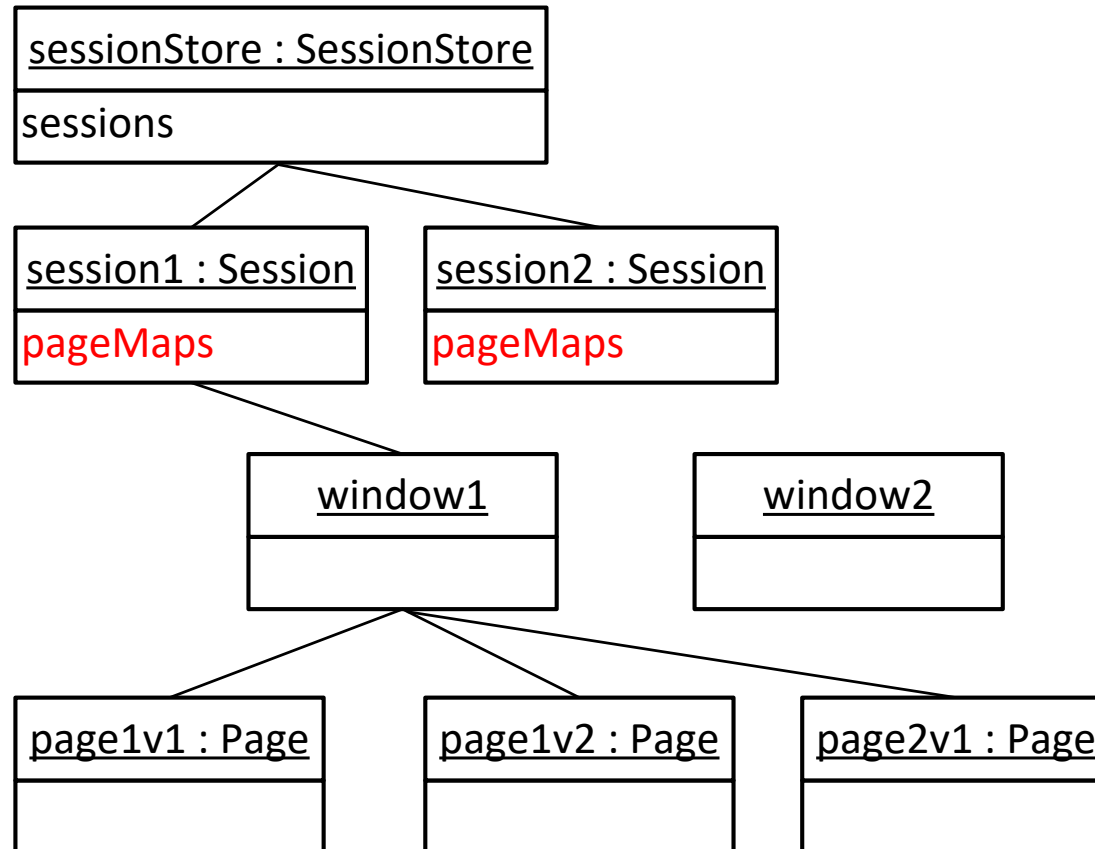 sessionStore : SessionStore
sessions
session1 : Session
pageMaps
session2 : Session
pageMaps
window1
window2
page1v1 : Page
page1v2 : Page
page2v1 : Page